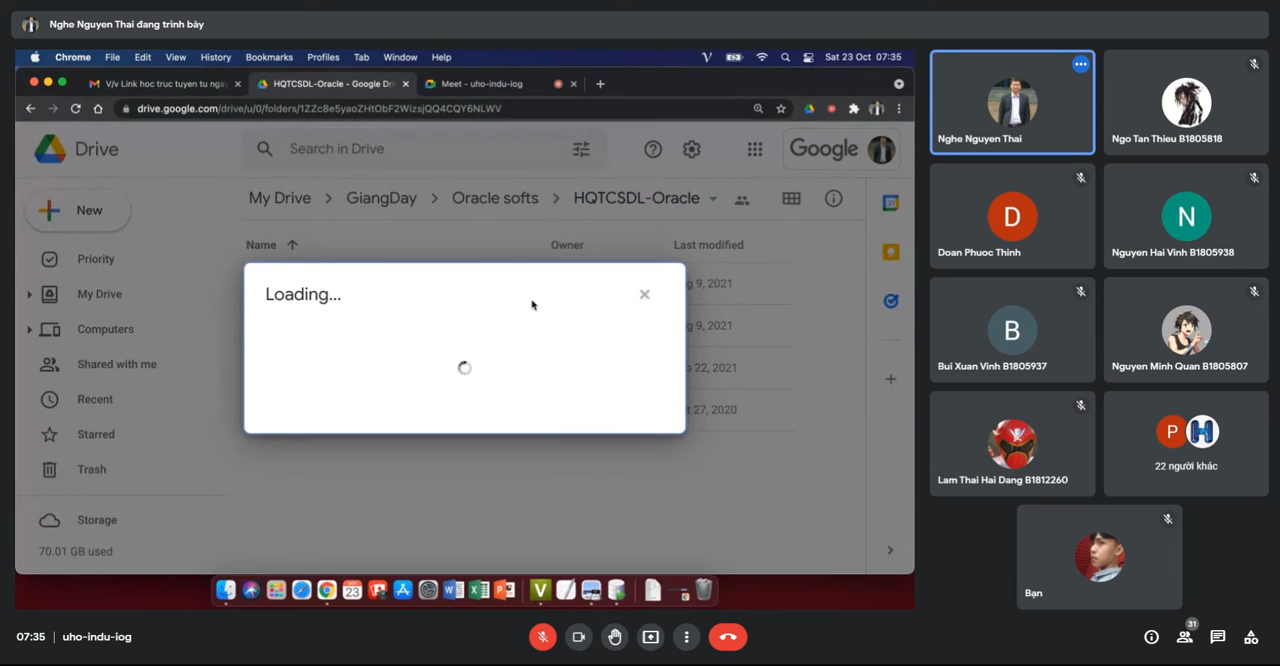 Nghe Nguyen Thai đang trình bày
Chrome File Edit View History Bookmarks Profiles Tab Window Help
Sat 23 Oct 07:35
V/v Link hoc truc tuyen tu nga
HQTCSDL-Oracle - Google Dri
Meet - uho-indu-iog
drive.google.com/drive/u/0/folders/1ZZc8e5yaoZHtObF2WizsjQQ4CQY6NLWV
Drive
Search in Drive
Google
New
My Drive GiangDay Oracle softs HQTCSDL-Oracle
Name Owner Last modified
Priority
My Drive
Computers
Shared with me
Recent
Starred
Trash
Storage
70.01 GB used
Loading...
g 9, 2021
g 9, 2021
22, 2021
27, 2020
23
W
P
V
Nghe Nguyen Thai
Ngo Tan Thieu B1805818
D
Doan Phuoc Thinh
N
Nguyen Hai Vinh B1805938
B
Bui Xuan Vinh B1805937
Nguyen Minh Quan B1805807
Lam Thai Hai Dang B1812260
P H
22 người khác
Bạn
07:35 | uho-indu-iog
31